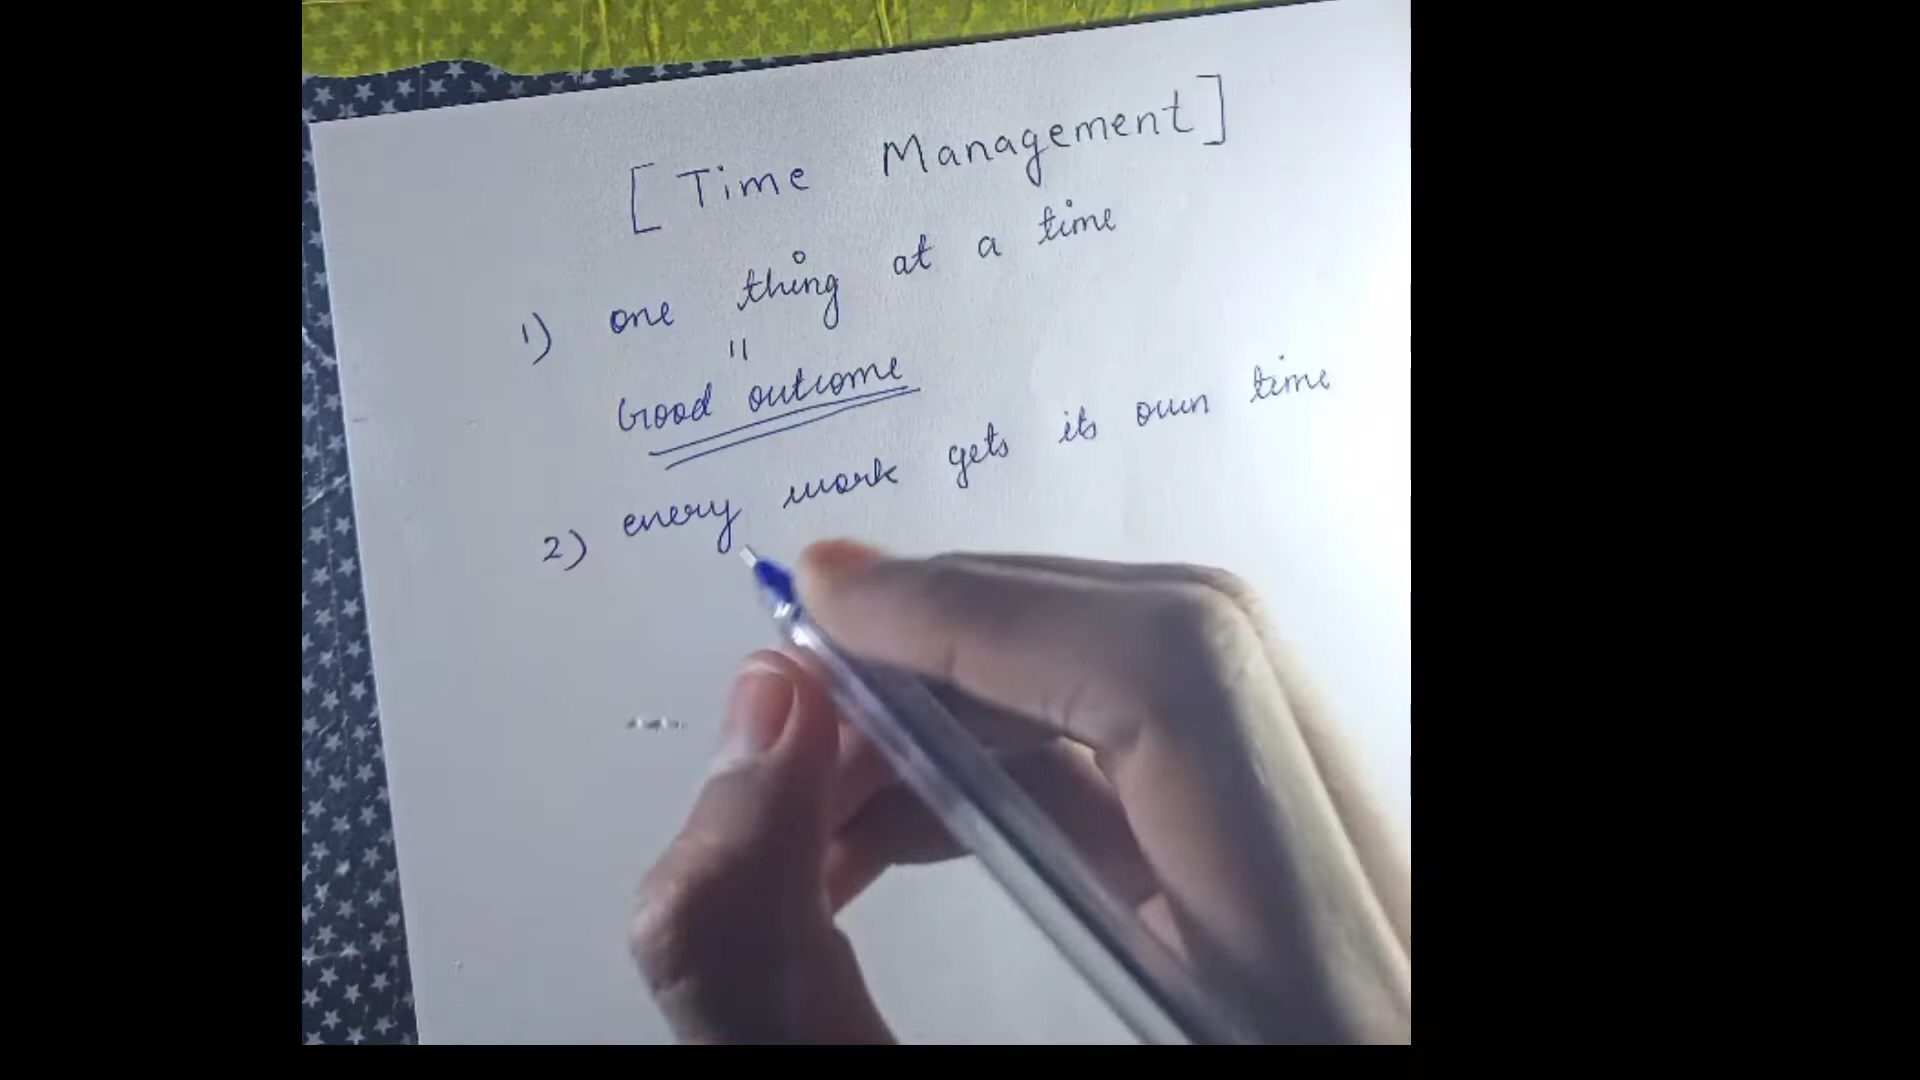 [Time Management]
1) one thing at a time
"
Good outcome
2) every work gets its own time